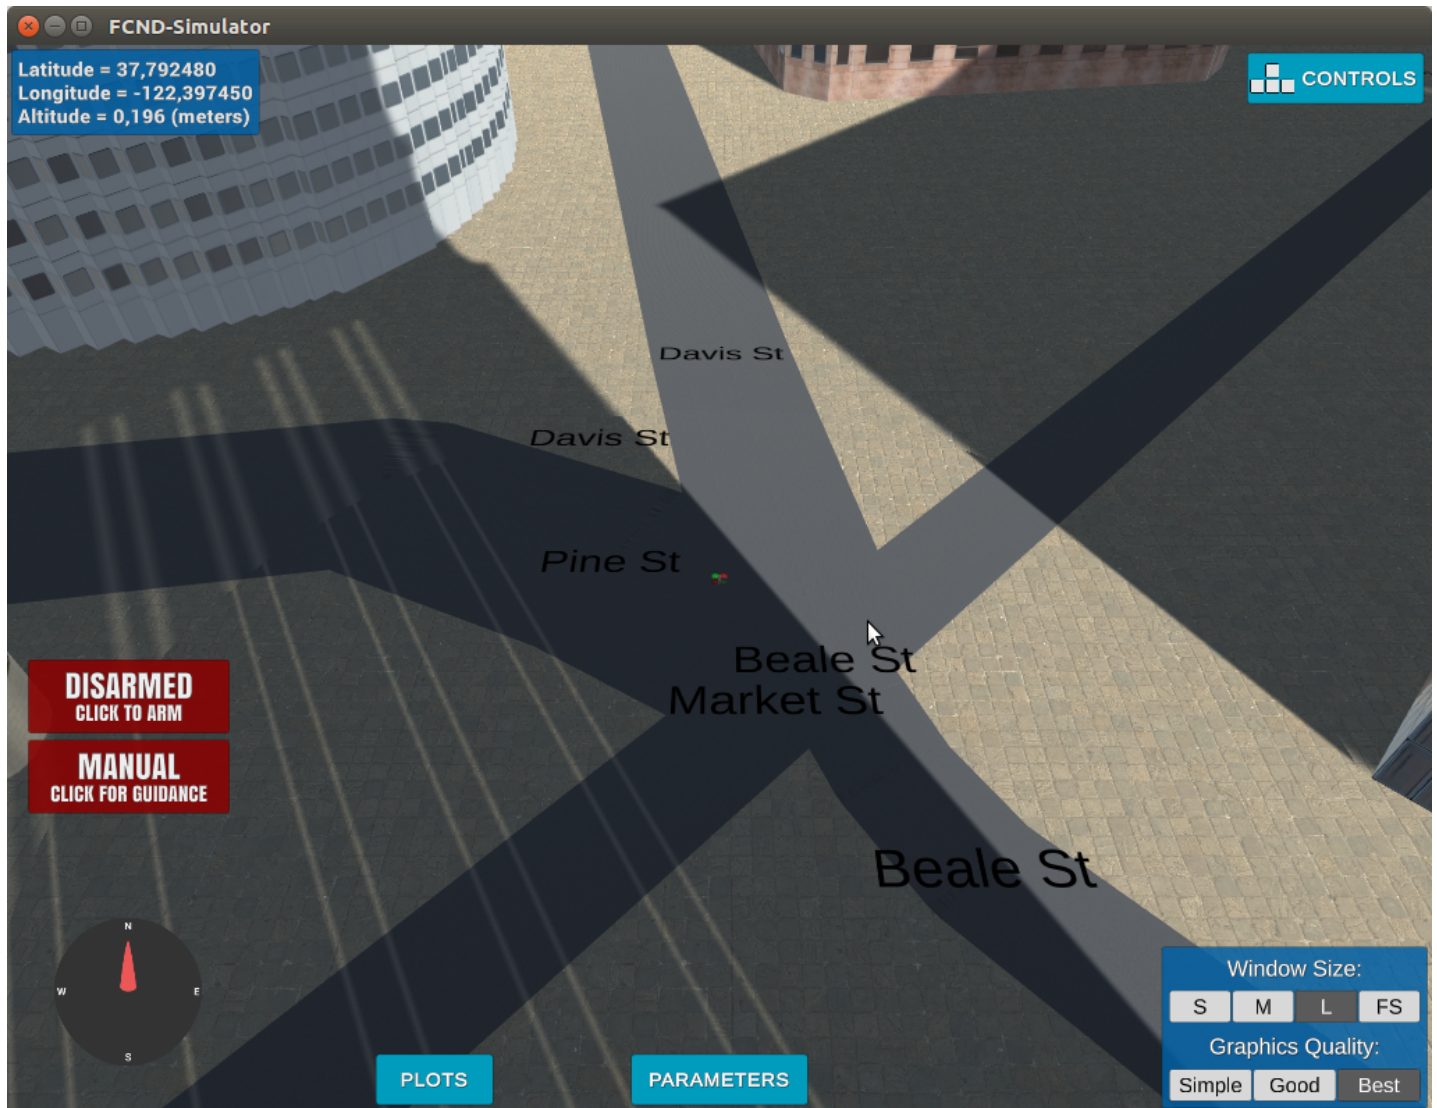 FCND-Simulator
Latitude = 37,792480
Longitude = -122,397450
Altitude = 0,196 (meters)
CONTROLS
Davis St
Davis St
Pine St
Beale St
Market St
DISARMED
CLICK TO ARM
MANUAL
CLICK FOR GUIDANCE
Beale St
N
W
E
S
Window Size:
S M L FS
Graphics Quality:
Simple Good Best
PLOTS
PARAMETERS